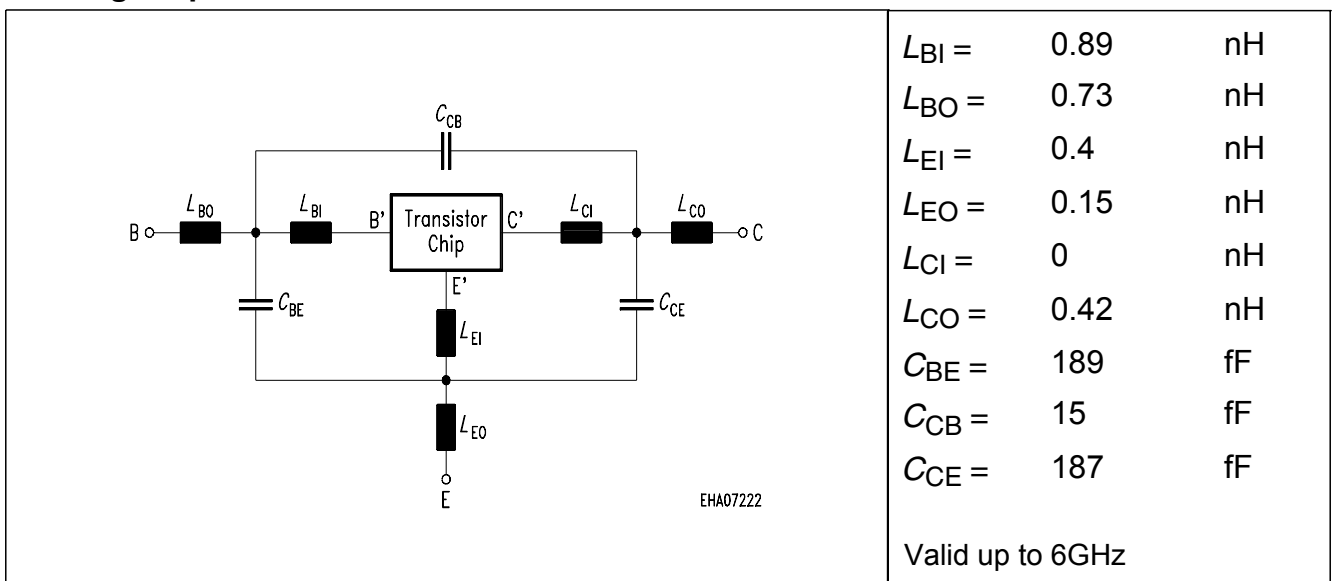 C_CB
L_BO
L_BI
B'
Transistor
Chip
C'
L_CI
L_CO
B
C
E'
C_BE
C_CE
L_EI
L_EO
E
EHA07222
L_BI = 0.89 nH
L_BO = 0.73 nH
L_EI = 0.4 nH
L_EO = 0.15 nH
L_CI = 0 nH
L_CO = 0.42 nH
C_BE = 189 fF
C_CB = 15 fF
C_CE = 187 fF
Valid up to 6GHz